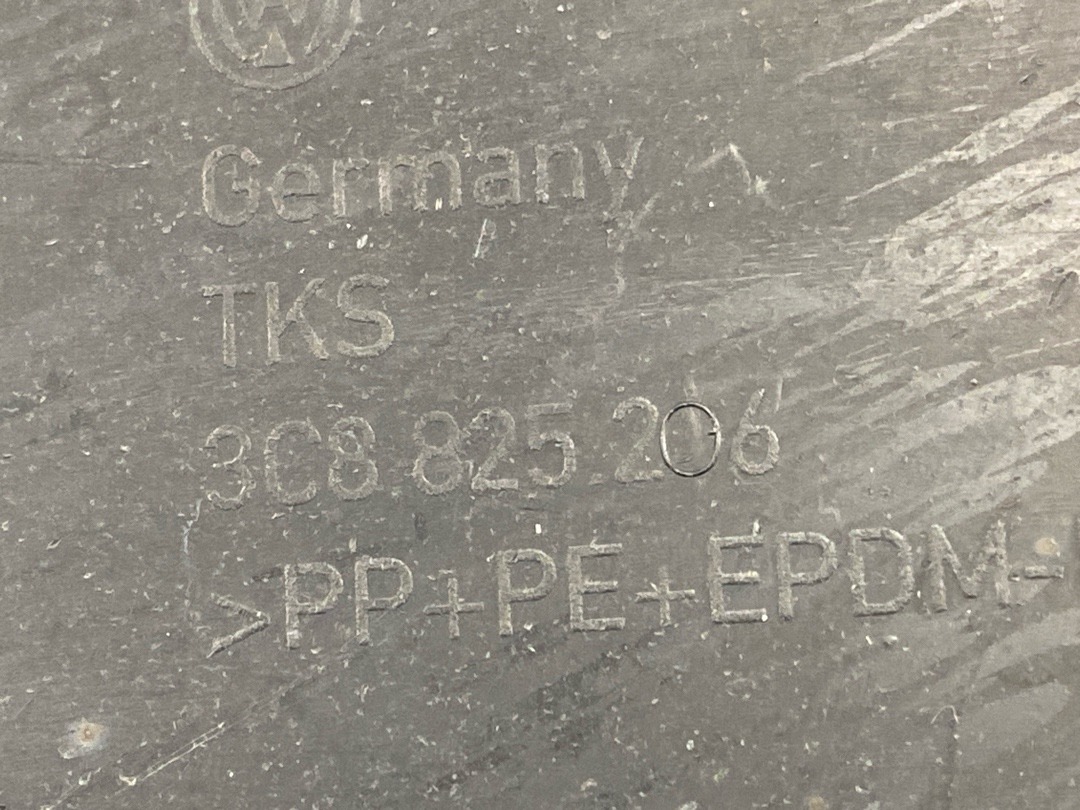 Germany
TKS
3C8 825 206
>PP+PE+EPDM-